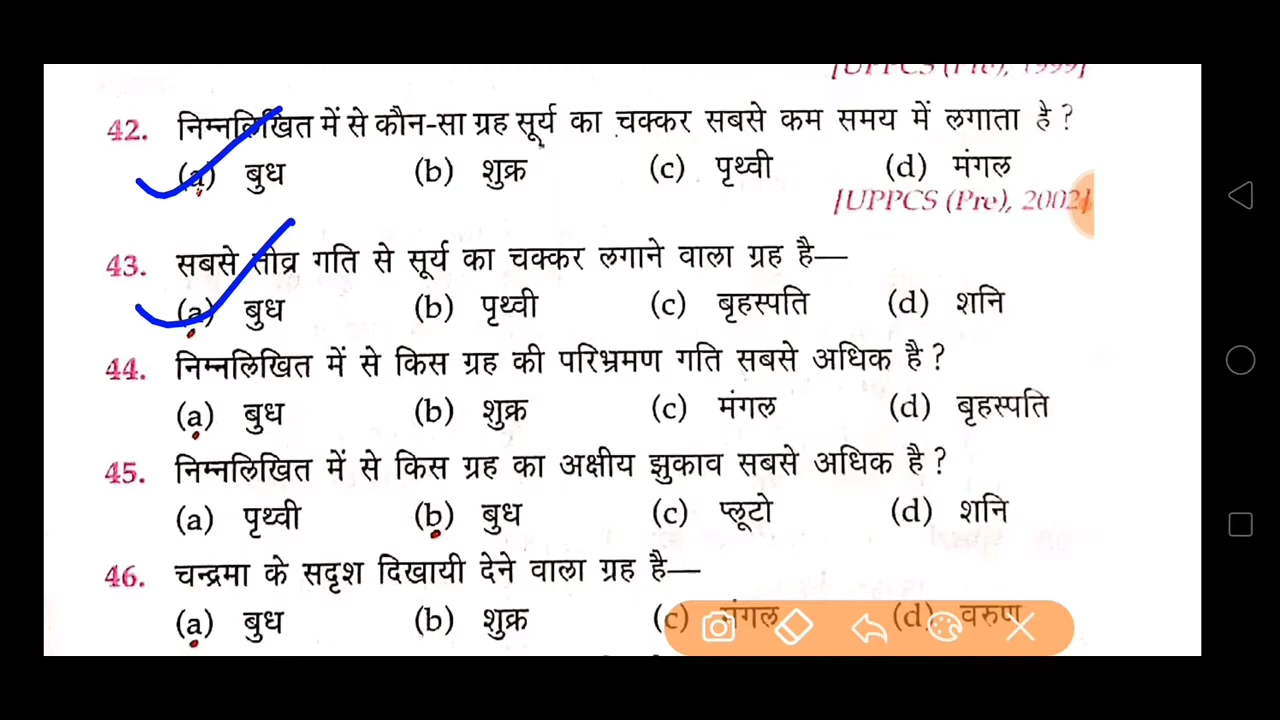 [UPPCS (Pre), 1999]
42. निम्नलिखित में से कौन-सा ग्रह सूर्य का चक्कर सबसे कम समय में लगाता है ?
(a) बुध (b) शुक्र (c) पृथ्वी (d) मंगल
[UPPCS (Pre), 2002]
43. सबसे तीव्र गति से सूर्य का चक्कर लगाने वाला ग्रह है—
(a) बुध (b) पृथ्वी (c) बृहस्पति (d) शनि
44. निम्नलिखित में से किस ग्रह की परिभ्रमण गति सबसे अधिक है ?
(a) बुध (b) शुक्र (c) मंगल (d) बृहस्पति
45. निम्नलिखित में से किस ग्रह का अक्षीय झुकाव सबसे अधिक है ?
(a) पृथ्वी (b) बुध (c) प्लूटो (d) शनि
46. चन्द्रमा के सदृश दिखायी देने वाला ग्रह है—
(a) बुध (b) शुक्र (c) मंगल (d) वरुण